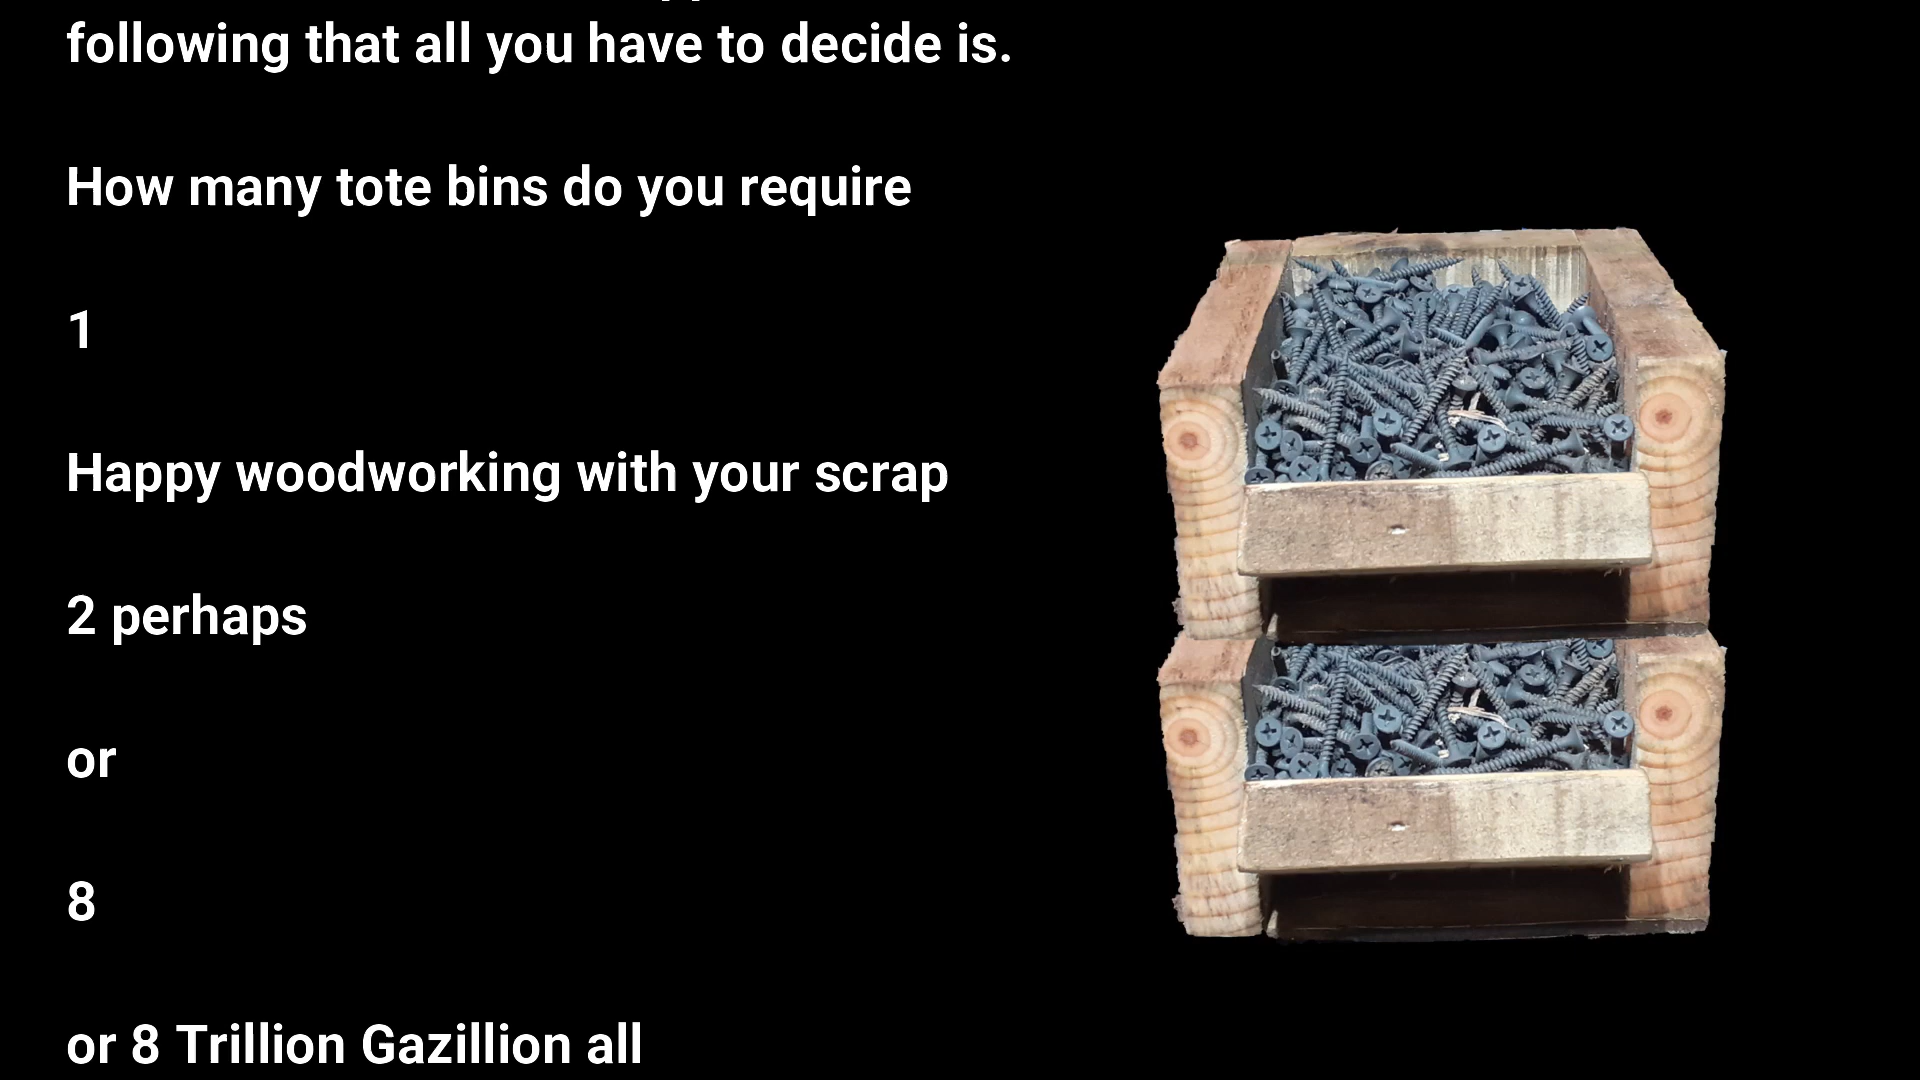 following that all you have to decide is.
How many tote bins do you require
1
Happy woodworking with your scrap
2 perhaps
or
8
or 8 Trillion Gazillion all